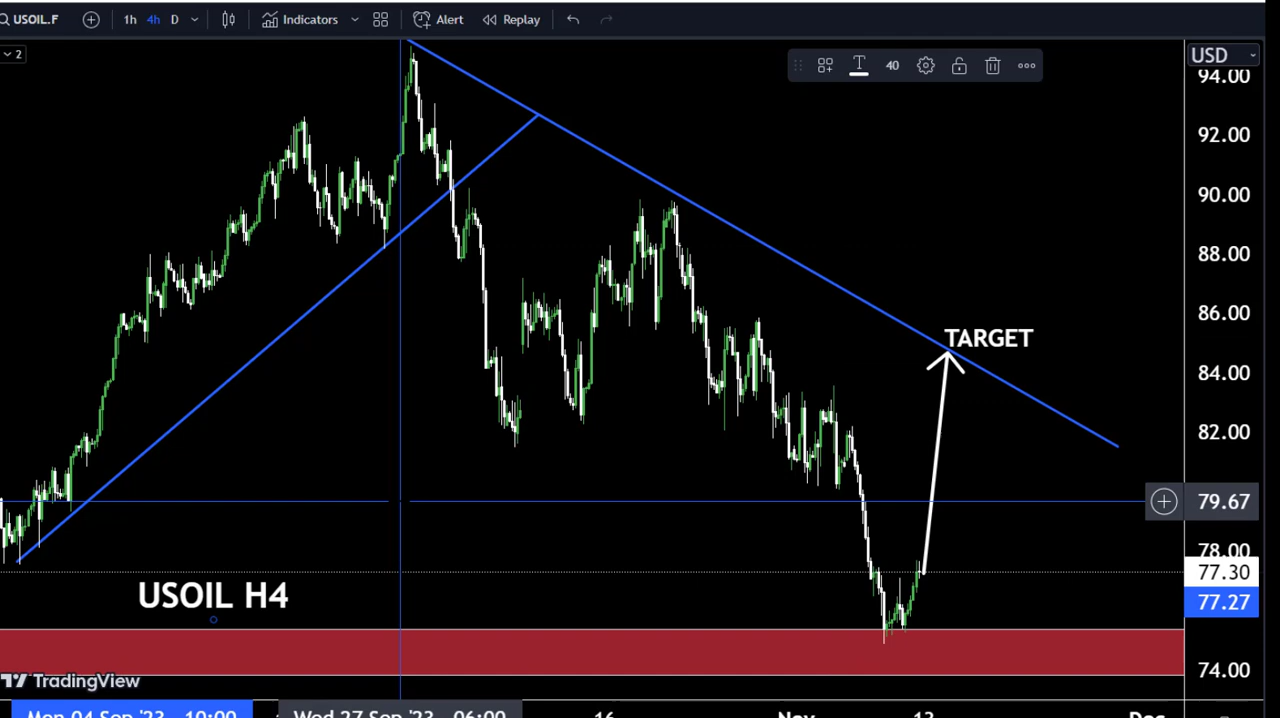 USOIL.F 1h 4h D Indicators Alert Replay
2
40
USD
94.00
92.00
90.00
88.00
86.00
TARGET
84.00
82.00
79.67
78.00
77.30
USOIL H4
77.27
74.00
TradingView
Mon 04 Sep '23 10:00 Wed 27 Sep '23 06:00 16 Nov 13 Dec